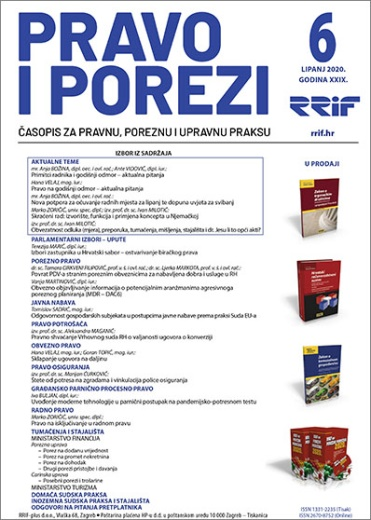 PRAVO
I POREZI
ČASOPIS ZA PRAVNU, POREZNU I UPRAVNU PRAKSU
6
LIPANJ 2020.
GODINA XXIX.
RRiF
rrif.hr
IZBOR IZ SADRŽAJA
AKTUALNE TEME
mr. Anja BOŽINA, dipl. oec. i ovl. rač.; Ante VIDOVIĆ, dipl. iur.:
Primitci radnika i godišnji odmor – aktualna pitanja
Hana VELAJ, mag. iur.:
Pravo na godišnji odmor – aktualna pitanja
mr. Anja BOŽINA, dipl. oec. i ovl. rač.:
Nova potpora za očuvanje radnih mjesta za lipanj te dopuna uvjeta za svibanj
Marko ZORIČIĆ, univ. spec., dipl.; izv. prof. dr. sc. Ivan MILOTIĆ:
Skraćeni rad: izvorište, funkcija i primjena koncepta u Njemačkoj
izv. prof. dr. sc. Ivan MILOTIĆ:
Obvezatnost odluka (mjera), preporuka, tumačenja, mišljenja, stajališta i dr. Jesu li to opći akti?
PARLAMENTARNI IZBORI – UPUTE
Terezija MARIĆ, dipl. iur.:
Izbori zastupnika u Hrvatski sabor – ostvarivanje biračkog prava
POREZNO PRAVO
dr. sc. Tamara CIRKVENI FILIPOVIĆ, prof. v. š. i ovl. rač.; dr. sc. Ljerka MARKOTA, prof. v. š. i ovl. rač.:
Povrat PDV-a stranim poreznim obveznicima za nabavljena dobra i usluge u RH
Vanja MARTINOVIĆ, dipl. iur.:
Obvezno objavljivanje informacija o potencijalnim aranžmanima agresivnoga
poreznog planiranja (MDR – DAC6)
JAVNA NABAVA
Tomislav SADRIĆ, mag. iur.:
Odgovornost gospodarskih subjekata u postupcima javne nabave prema praksi Suda EU-a
PRAVO POTROŠAČA
izv. prof. dr. sc. Aleksandra MAGANIĆ:
Pravno shvaćanje Vrhovnog suda RH o valjanosti ugovora o konverziji
OBVEZNO PRAVO
Hana VELAJ, mag. iur.; Goran TOPIĆ, mag. iur.:
Sklapanje ugovora na daljinu
PRAVO OSIGURANJA
izv. prof. dr. sc. Marijan ĆURKOVIĆ:
Štete od potresa na zgradama i vinkulacija police osiguranja
GRAĐANSKO PARNIČNO PROCESNO PRAVO
Iva BULJAN, dipl. iur.:
Uvođenje moderne tehnologije u parnični postupak na pandemijsko-potresnom testu
RADNO PRAVO
Marko ZORIČIĆ, univ. spec., dipl.:
Pravo na isključivanje u radnom pravu
TUMAČENJA I STAJALIŠTA
MINISTARSTVO FINANCIJA
Porezna uprava
– Porez na dodanu vrijednost
– Porez na promet nekretnina
– Porez na dohodak
– Drugi porezi pristojbe i davanja
Carinska uprava
– Posebni porezi i trošarine
MINISTARSTVO TURIZMA
DOMAĆA SUDSKA PRAKSA
INOZEMNA SUDSKA PRAKSA I STAJALIŠTA
ODGOVORI NA PITANJA PRETPLATNIKA
U PRODAJI
ISSN 1331-2235 (Tisak)
ISSN 2670-8752 (Online)
RRiF-plus d.o.o., Vlaška 68, Zagreb • Poštarina plaćena HP-u d.d. u poštanskom uredu 10000 Zagreb – Tiskanica